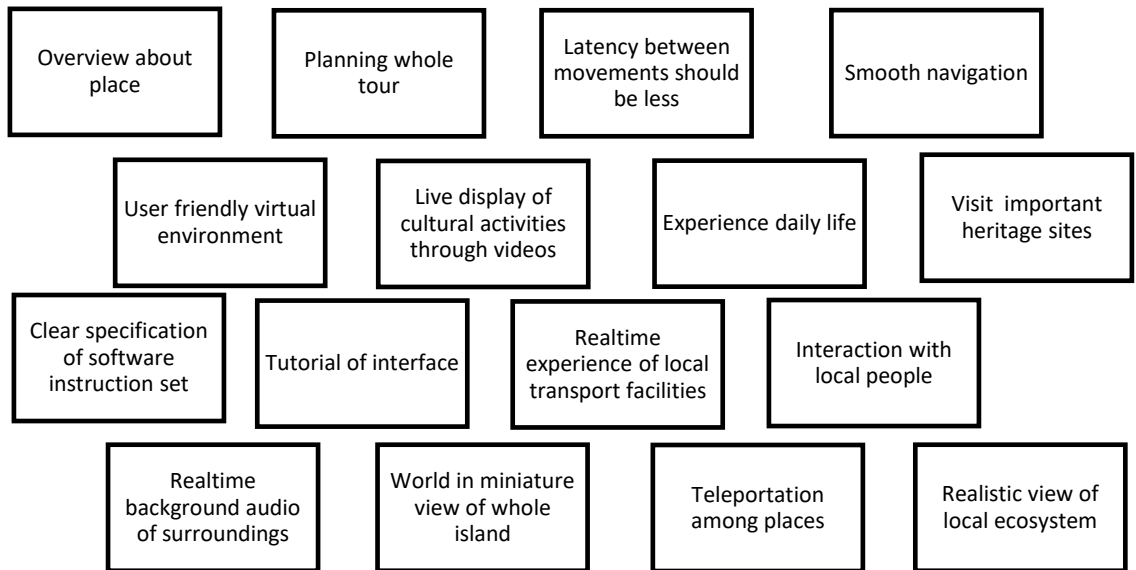 Overview about
place
Planning whole
tour
Latency between
movements should
be less
Smooth navigation
User friendly virtual
environment
Live display of
cultural activities
through videos
Experience daily life
Visit  important
heritage sites
Clear specification
of software
instruction set
Tutorial of interface
Realtime
experience of local
transport facilities
Interaction with
local people
Realtime
background audio
of surroundings
World in miniature
view of whole
island
Teleportation
among places
Realistic view of
local ecosystem